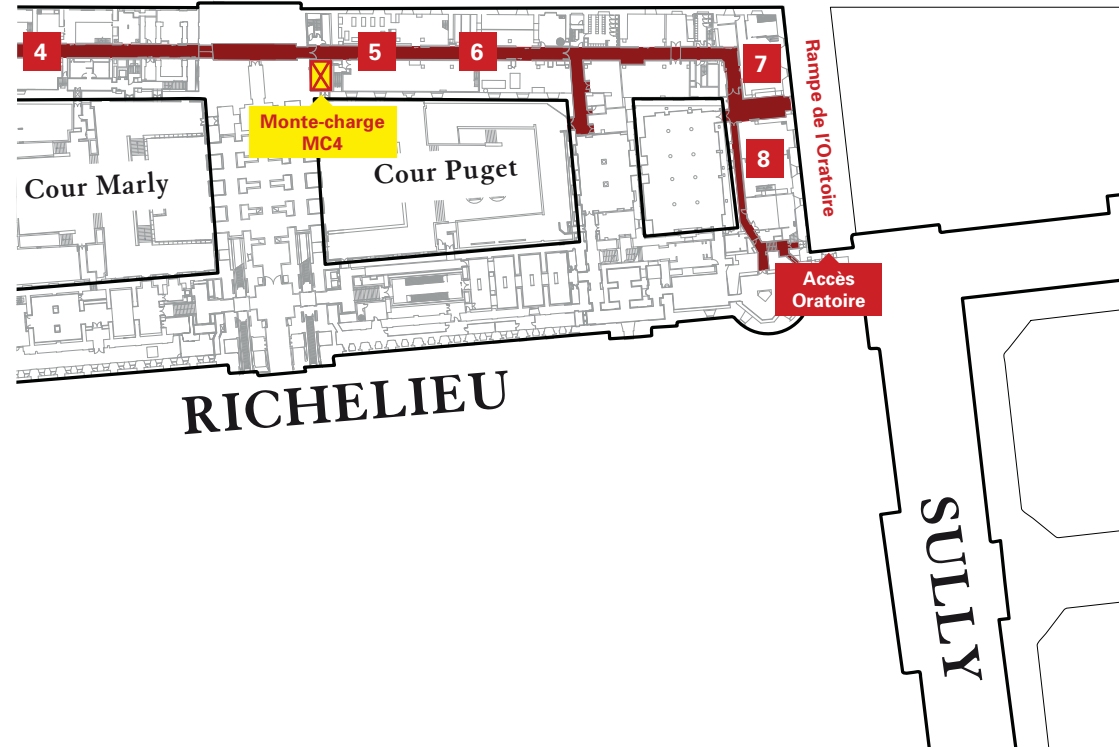 4
5
6
7
Rampe de l'Oratoire
Monte-charge
MC4
8
Cour Marly
Cour Puget
Accès
Oratoire
RICHELIEU
SULLY